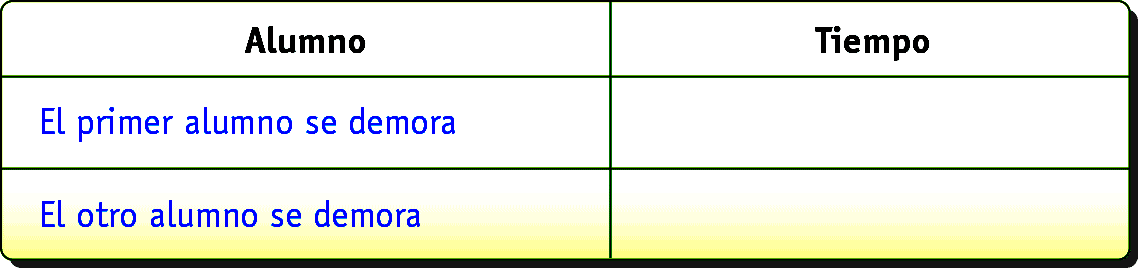 Alumno Tiempo
El primer alumno se demora
El otro alumno se demora